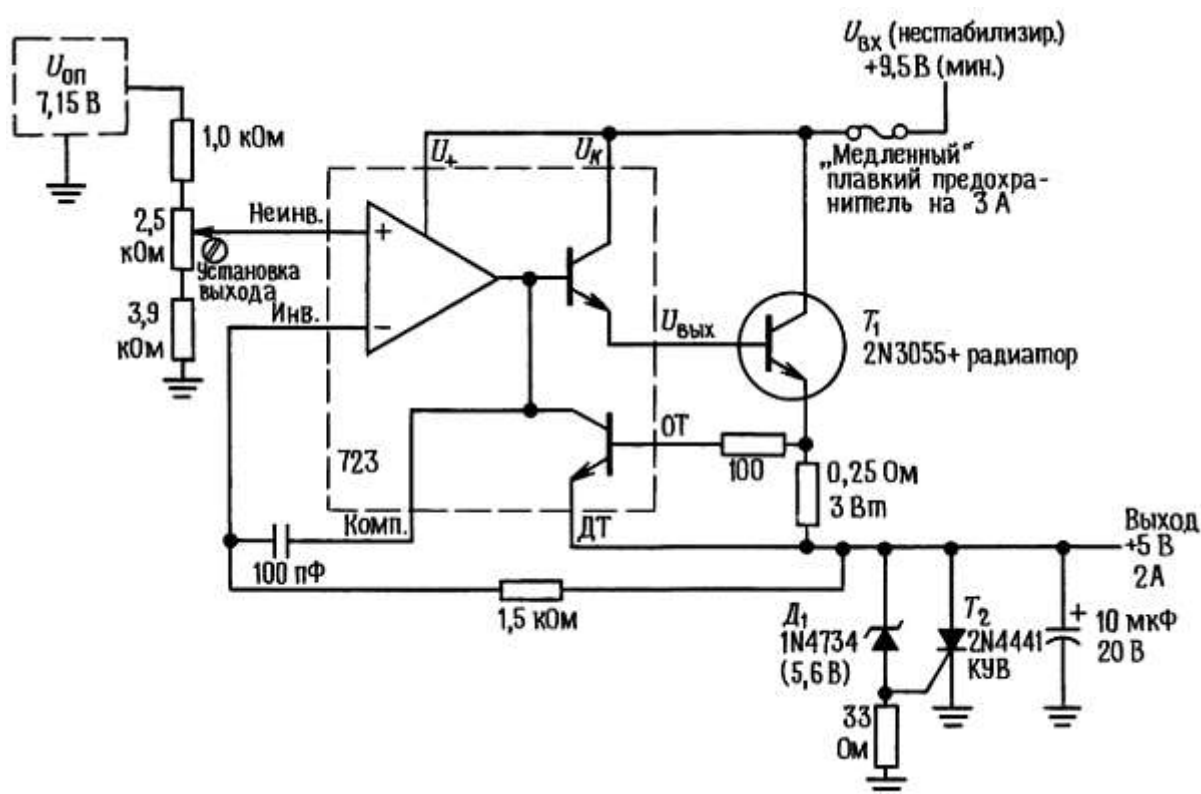 Uоп
7,15 В
1,0 кОм
2,5
кОм
Установка
выхода
3,9
кОм
Неинв.
Инв.
U+
Uк
Uвх (нестабилизир.)
+9,5 В (мин.)
„Медленный“
плавкий предохра-
нитель на 3 А
+
−
Uвых
T1
2N3055+ радиатор
723
ОТ
100
0,25 Ом
3 Вт
Комп.
ДТ
100 пФ
1,5 кОм
Выход
+5 В
2А
Д1
1N4734
(5,6 В)
T2
2N4441
КУВ
+
10 мкФ
20 В
33
Ом